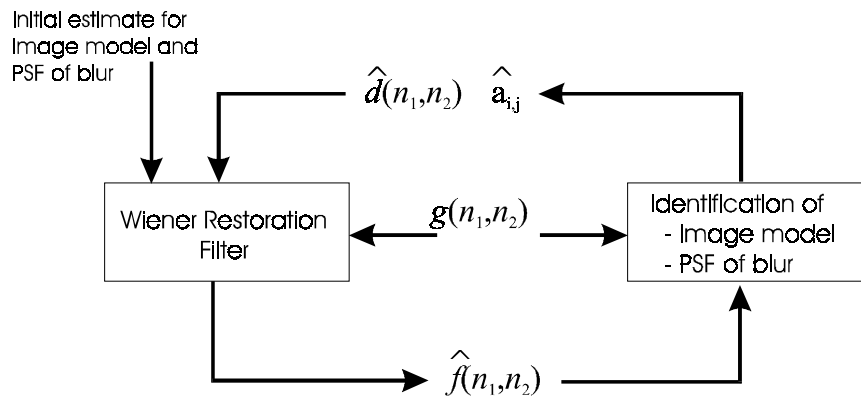 Initial estimate for
Image model and
PSF of blur
d̂(n₁,n₂) âᵢ,ⱼ
Wiener Restoration
Filter
g(n₁,n₂)
Identification of
- Image model
- PSF of blur
f̂(n₁,n₂)